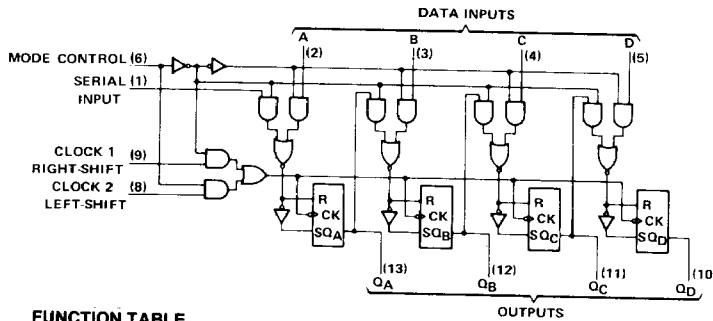 DATA INPUTS
A B C D
(2) (3) (4) (5)
MODE CONTROL (6)
SERIAL (1)
INPUT
CLOCK 1 (9)
RIGHT-SHIFT
CLOCK 2 (8)
LEFT-SHIFT
R R R R
CK CK CK CK
SQA SQB SQC SQD
(13) (12) (11) (10
QA QB QC QD
OUTPUTS
FUNCTION TABLE